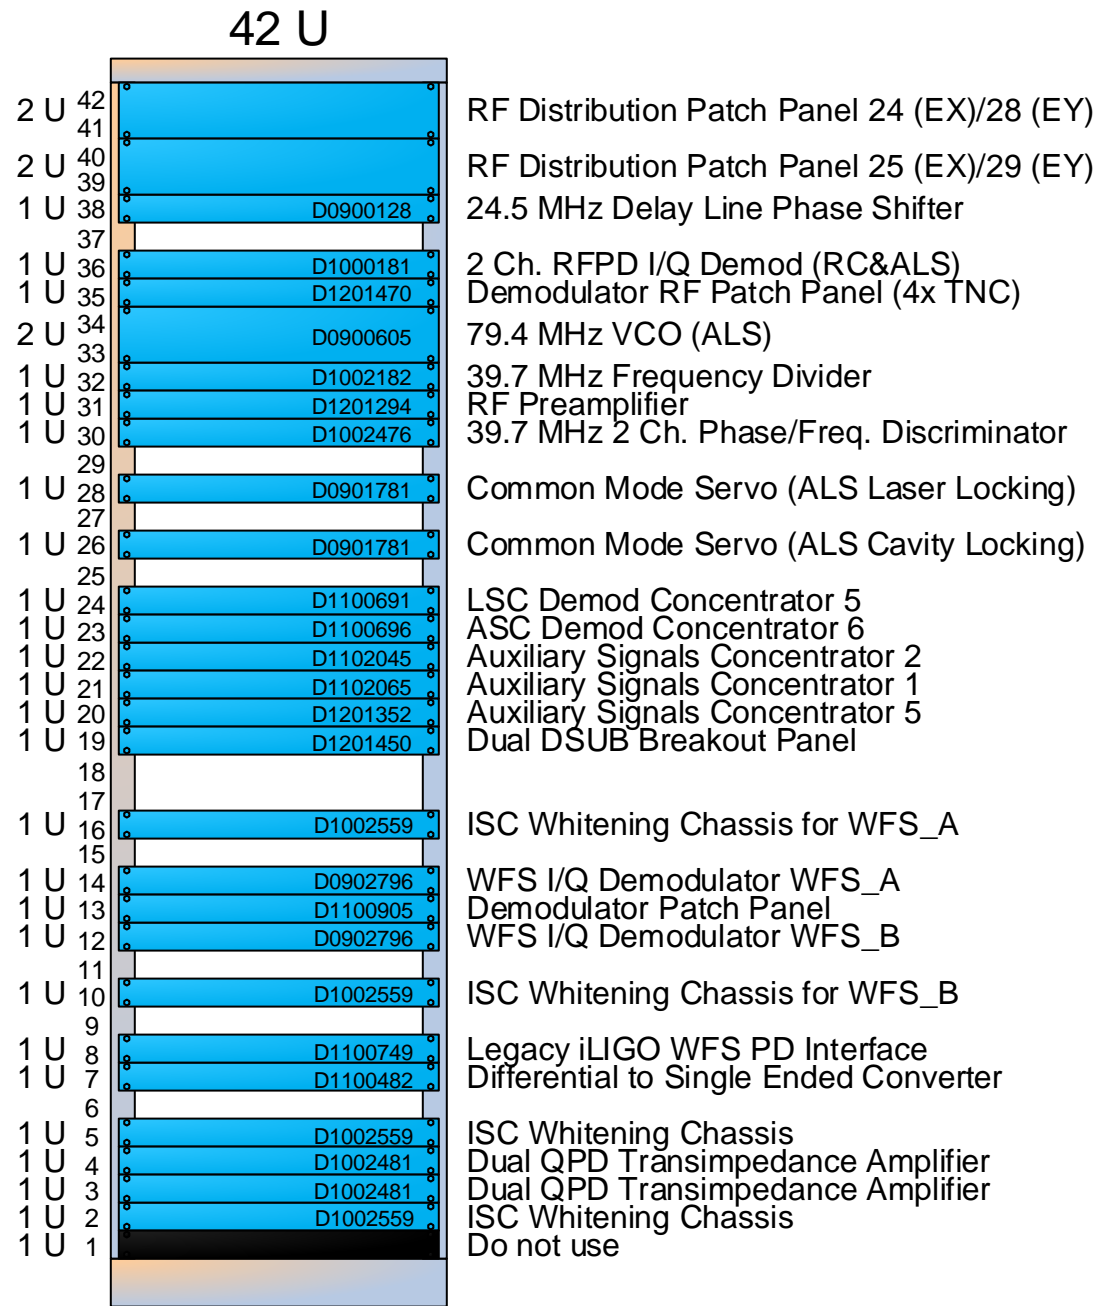 42 U
2 U 42 RF Distribution Patch Panel 24 (EX)/28 (EY)
41
2 U 40 RF Distribution Patch Panel 25 (EX)/29 (EY)
39
1 U 38 D0900128 24.5 MHz Delay Line Phase Shifter
37
1 U 36 D1000181 2 Ch. RFPD I/Q Demod (RC&ALS)
1 U 35 D1201470 Demodulator RF Patch Panel (4x TNC)
2 U 34 D0900605 79.4 MHz VCO (ALS)
33
1 U 32 D1002182 39.7 MHz Frequency Divider
1 U 31 D1201294 RF Preamplifier
1 U 30 D1002476 39.7 MHz 2 Ch. Phase/Freq. Discriminator
29
1 U 28 D0901781 Common Mode Servo (ALS Laser Locking)
27
1 U 26 D0901781 Common Mode Servo (ALS Cavity Locking)
25
1 U 24 D1100691 LSC Demod Concentrator 5
1 U 23 D1100696 ASC Demod Concentrator 6
1 U 22 D1102045 Auxiliary Signals Concentrator 2
1 U 21 D1102065 Auxiliary Signals Concentrator 1
1 U 20 D1201352 Auxiliary Signals Concentrator 5
1 U 19 D1201450 Dual DSUB Breakout Panel
18
17
1 U 16 D1002559 ISC Whitening Chassis for WFS_A
15
1 U 14 D0902796 WFS I/Q Demodulator WFS_A
1 U 13 D1100905 Demodulator Patch Panel
1 U 12 D0902796 WFS I/Q Demodulator WFS_B
11
1 U 10 D1002559 ISC Whitening Chassis for WFS_B
9
1 U 8 D1100749 Legacy iLIGO WFS PD Interface
1 U 7 D1100482 Differential to Single Ended Converter
6
1 U 5 D1002559 ISC Whitening Chassis
1 U 4 D1002481 Dual QPD Transimpedance Amplifier
1 U 3 D1002481 Dual QPD Transimpedance Amplifier
1 U 2 D1002559 ISC Whitening Chassis
1 U 1 Do not use